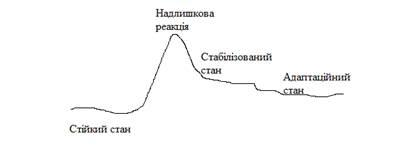 Надлишкова
реакція
Стабілізований
стан
Адаптаційний
стан
Стійкий стан